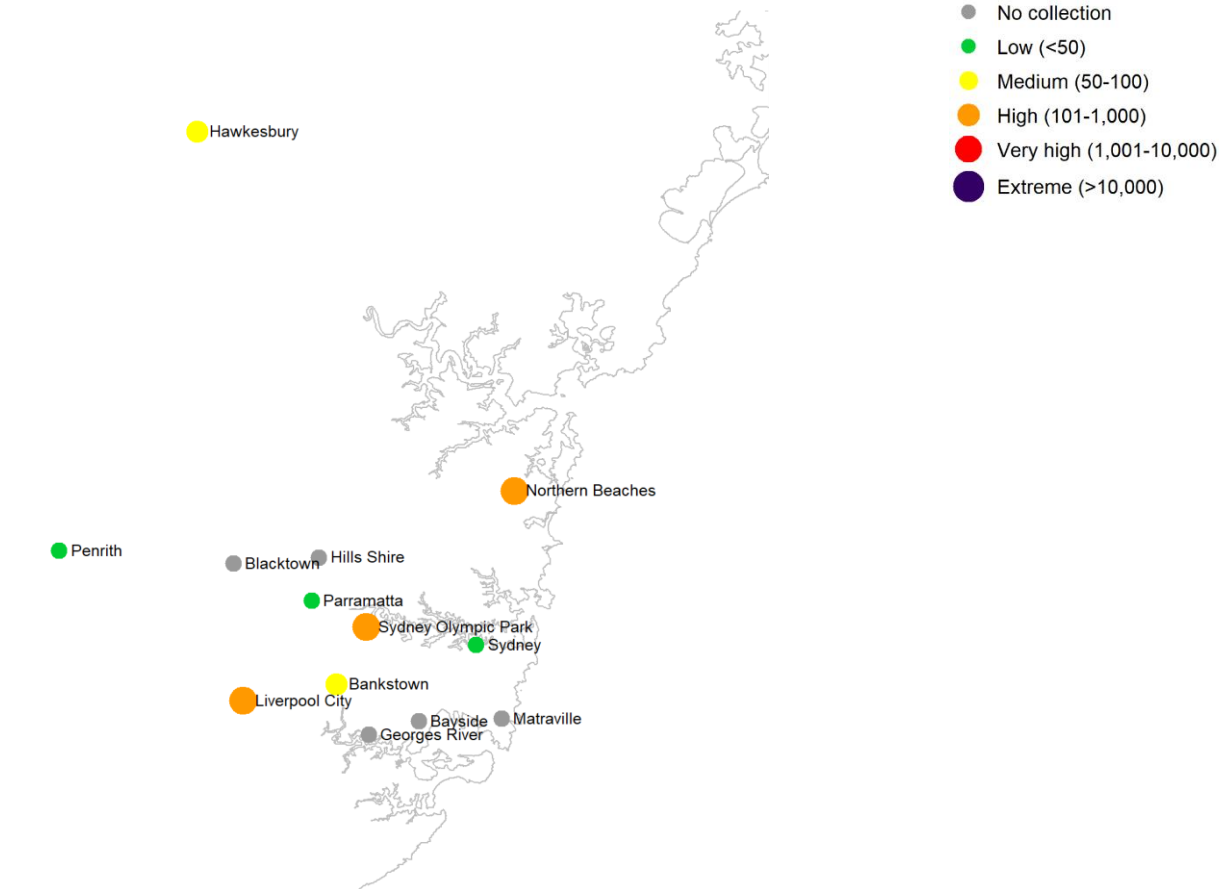 No collection
Low (<50)
Medium (50-100)
High (101-1,000)
Very high (1,001-10,000)
Extreme (>10,000)
Hawkesbury
Northern Beaches
Penrith
Blacktown
Hills Shire
Parramatta
Sydney Olympic Park
Sydney
Bankstown
Liverpool City
Bayside
Matraville
Georges River